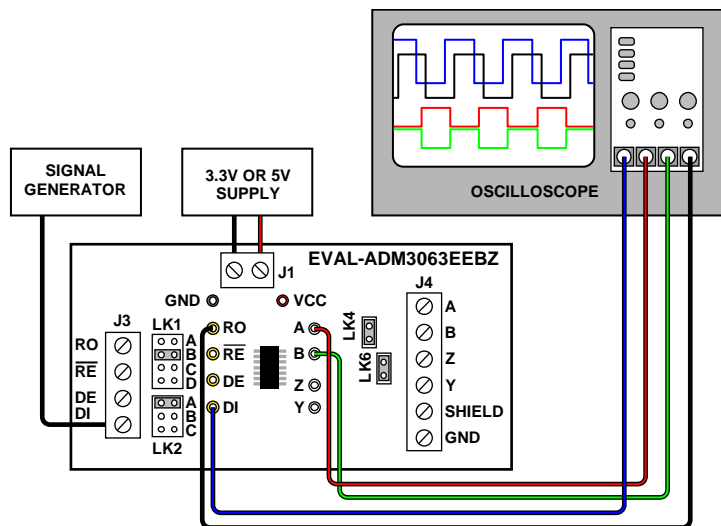 SIGNAL
GENERATOR
3.3V OR 5V
SUPPLY
OSCILLOSCOPE
EVAL-ADM3063EEBZ
J1
J4
GND
VCC
J3
LK1
LK4
LK6
RO
RE
DE
DI
A
B
C
D
A
B
C
LK2
RO
RE
DE
DI
A
B
Z
Y
A
B
Z
Y
SHIELD
GND